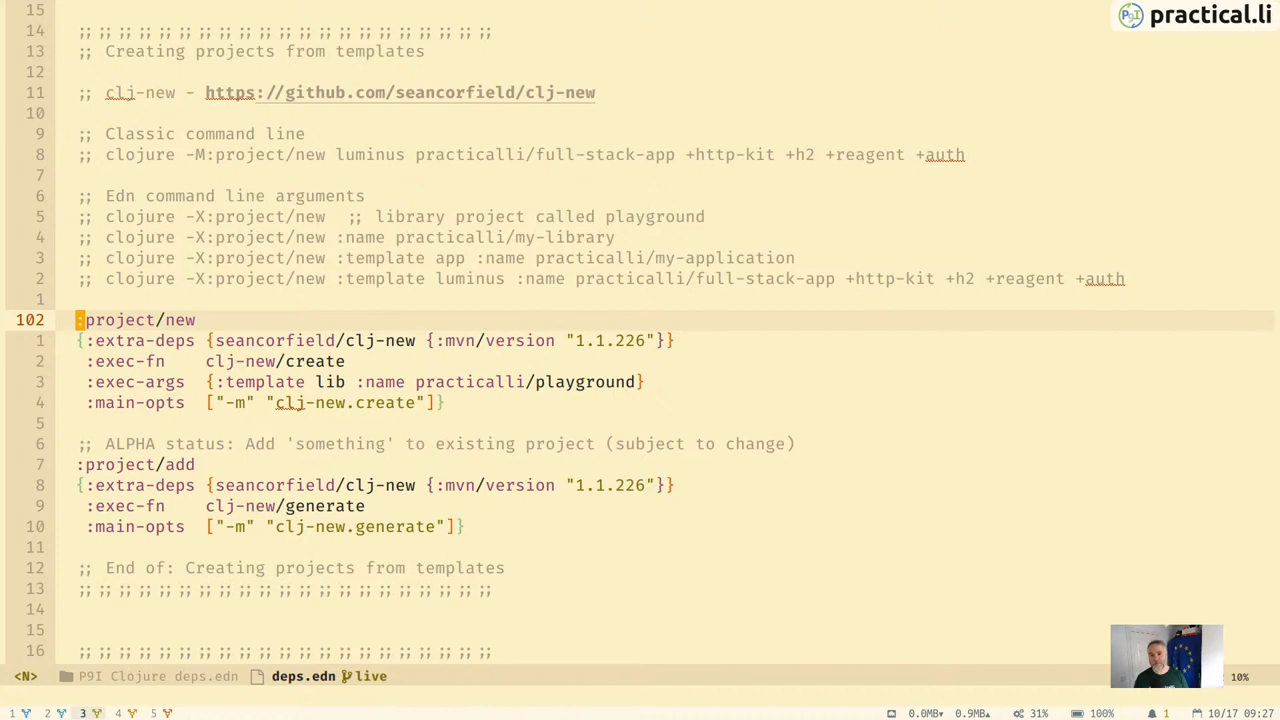 15
practical.li
14 ;; ;; ;; ;; ;; ;; ;; ;; ;; ;; ;; ;; ;; ;; ;; ;; ;; ;; ;; ;; ;;
13 ;; Creating projects from templates
12
11 ;; clj-new - https://github.com/seancorfield/clj-new
10
9 ;; Classic command line
8 ;; clojure -M:project/new luminus practicalli/full-stack-app +http-kit +h2 +reagent +auth
7
6 ;; Edn command line arguments
5 ;; clojure -X:project/new ;; library project called playground
4 ;; clojure -X:project/new :name practicalli/my-library
3 ;; clojure -X:project/new :template app :name practicalli/my-application
2 ;; clojure -X:project/new :template luminus :name practicalli/full-stack-app +http-kit +h2 +reagent +auth
1
102 :project/new
1 {:extra-deps {seancorfield/clj-new {:mvn/version "1.1.226"}}
2 :exec-fn clj-new/create
3 :exec-args {:template lib :name practicalli/playground}
4 :main-opts ["-m" "clj-new.create"]}
5
6 ;; ALPHA status: Add 'something' to existing project (subject to change)
7 :project/add
8 {:extra-deps {seancorfield/clj-new {:mvn/version "1.1.226"}}
9 :exec-fn clj-new/generate
10 :main-opts ["-m" "clj-new.generate"]}
11
12 ;; End of: Creating projects from templates
13 ;; ;; ;; ;; ;; ;; ;; ;; ;; ;; ;; ;; ;; ;; ;; ;; ;; ;; ;; ;; ;;
14
15
16 ;; ;; ;; ;; ;; ;; ;; ;; ;; ;; ;; ;; ;; ;; ;; ;; ;; ;; ;; ;; ;;
<N> P9I Clojure deps.edn deps.edn live 10%
1 2 3 4 5 0.0MB 0.9MB 31% 100% 1 10/17 09:27